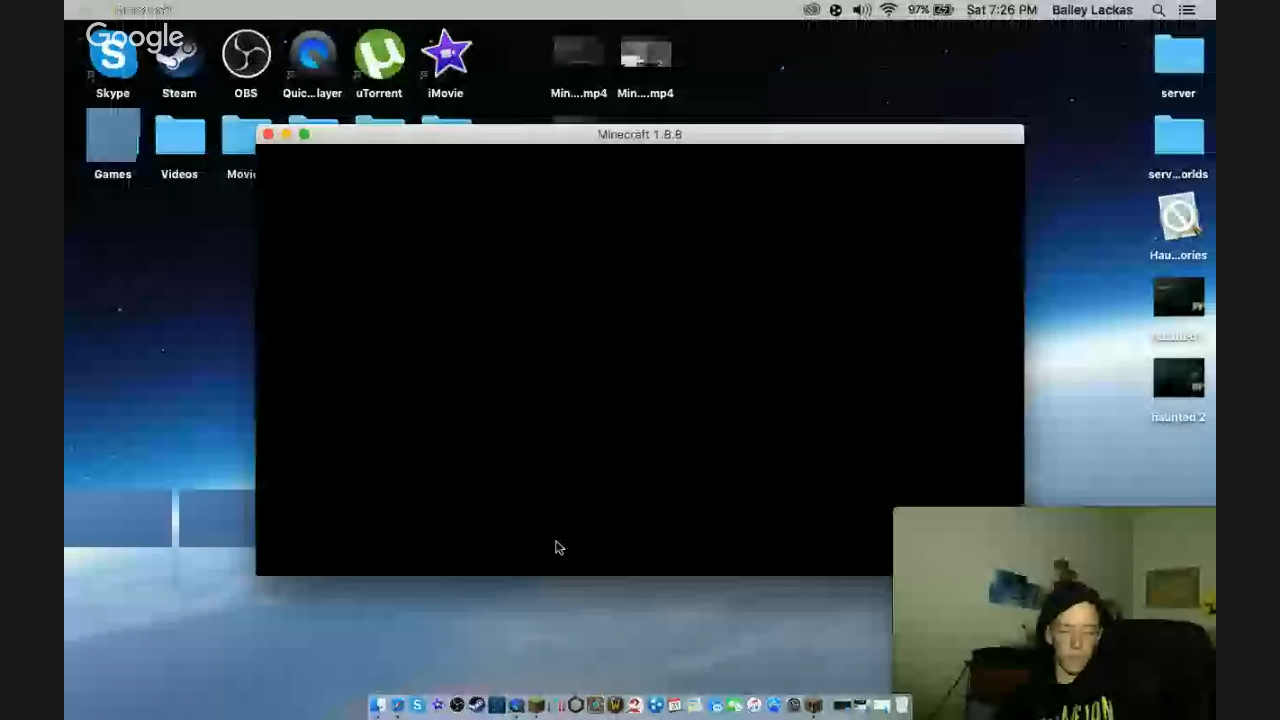 Minecraft
97%
Sat 7:26 PM
Bailey Lackas
Google
Skype
Steam
OBS
Quic...layer
uTorrent
iMovie
Min....mp4
Min....mp4
server
Minecraft 1.8.8
Games
Videos
serv...orlds
Hau...ories
haunted 2